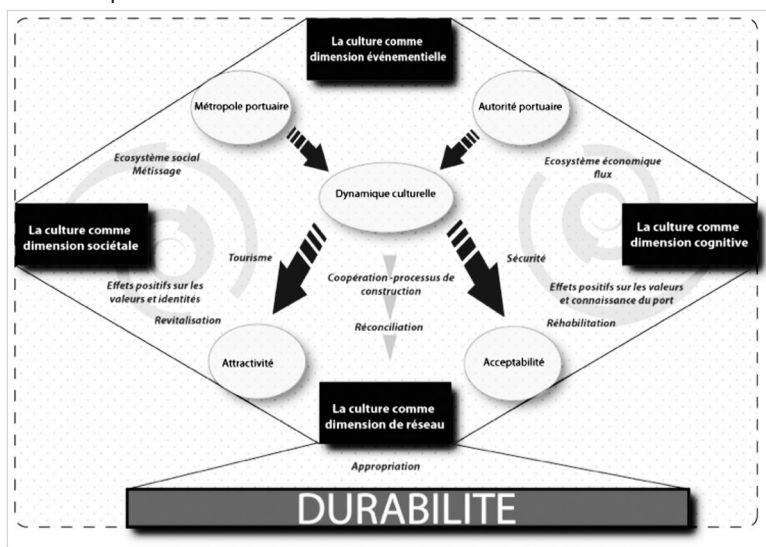 La culture comme
dimension événementielle
Métropole portuaire
Autorité portuaire
Ecosystème social
Métissage
Ecosystème économique
flux
Dynamique culturelle
La culture comme
dimension sociétale
La culture comme
dimension cognitive
Tourisme
Sécurité
Coopération -processus de
construction
Effets positifs sur les
valeurs et identités
Effets positifs sur les valeurs
et connaissance du port
Revitalisation
Réconciliation
Réhabilitation
Attractivité
Acceptabilité
La culture comme
dimension de réseau
Appropriation
DURABILITE